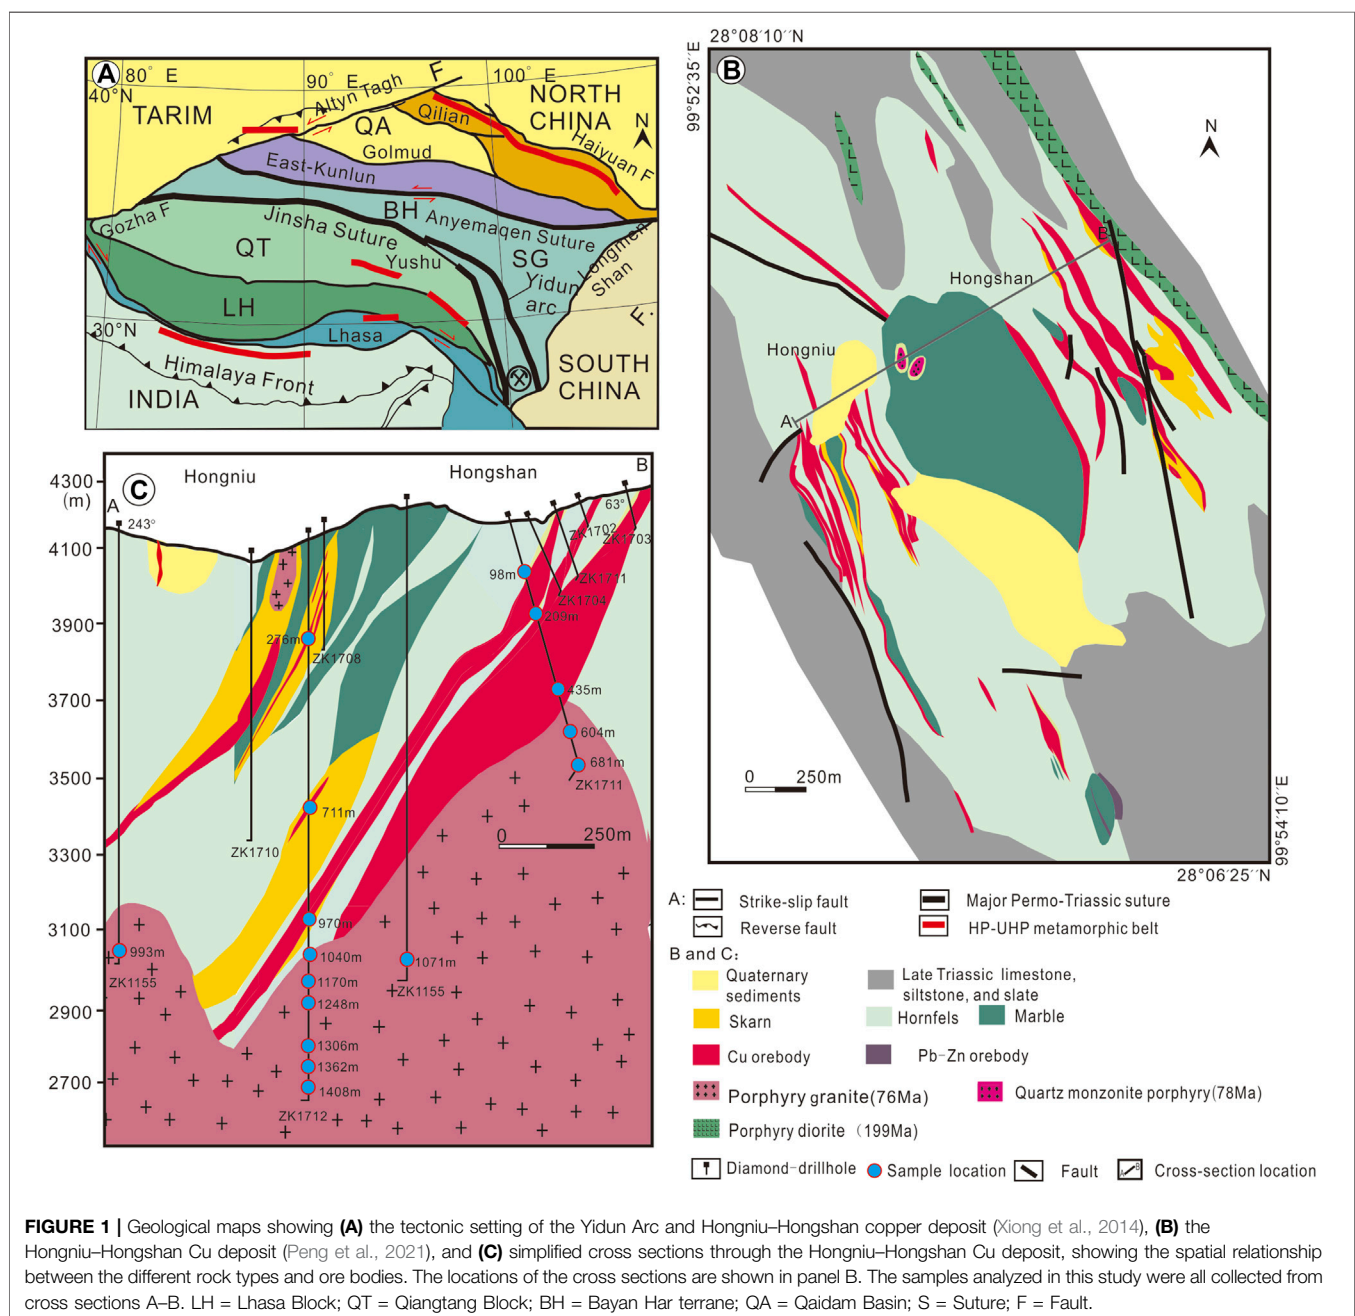 A
80° E
90° E
100° E
40°N
TARIM
Altyn Tagh
F
NORTH
CHINA
N
QA
Qilian
Golmud
Haiyuan F
East-Kunlun
Gozha F
BH
Anyemaqen Suture
Jinsha Suture
QT
Yushu
SG
Longmen
Shan
F.
Yidun
arc
LH
30°N
Lhasa
Himalaya Front
INDIA
SOUTH
CHINA
28°08′10″N
99°52′35″E
B
N
B
Hongshan
Hongniu
A
0 250m
99°54′10″E
28°06′25″N
C
Hongniu
Hongshan
A
B
243°
63°
4300
(m)
4100
3900
3700
3500
3300
3100
2900
2700
ZK1702
ZK1703
ZK1711
ZK1704
98m
209m
276m
ZK1708
435m
604m
681m
ZK1711
711m
0 250m
ZK1710
970m
993m
1040m
1071m
ZK1155
ZK1155
1170m
1248m
1306m
1362m
1408m
ZK1712
A:
Strike-slip fault
Major Permo-Triassic suture
Reverse fault
HP-UHP metamorphic belt
B and C:
Quaternary
sediments
Late Triassic limestone,
siltstone, and slate
Skarn
Hornfels
Marble
Cu orebody
Pb-Zn orebody
Porphyry granite(76Ma)
Quartz monzonite porphyry(78Ma)
Porphyry diorite (199Ma)
Diamond-drillhole
Sample location
Fault
A B
Cross-section location
FIGURE 1 | Geological maps showing (A) the tectonic setting of the Yidun Arc and Hongniu–Hongshan copper deposit (Xiong et al., 2014), (B) the
Hongniu–Hongshan Cu deposit (Peng et al., 2021), and (C) simplified cross sections through the Hongniu–Hongshan Cu deposit, showing the spatial relationship
between the different rock types and ore bodies. The locations of the cross sections are shown in panel B. The samples analyzed in this study were all collected from
cross sections A–B. LH = Lhasa Block; QT = Qiangtang Block; BH = Bayan Har terrane; QA = Qaidam Basin; S = Suture; F = Fault.